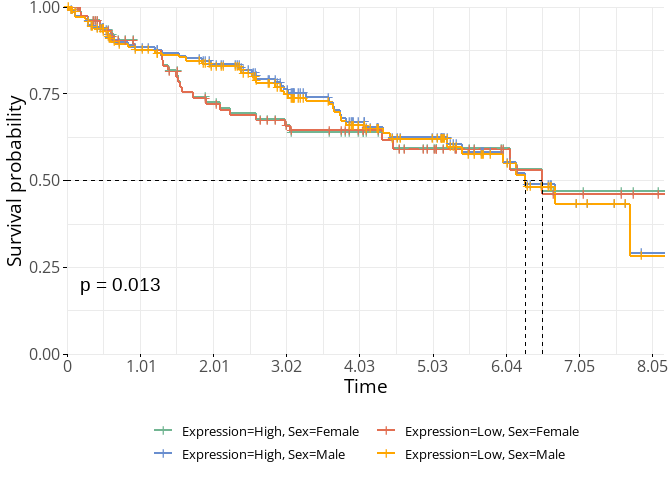 1.00
0.75
0.50
0.25
0.00
Survival probability
p = 0.013
0 1.01 2.01 3.02 4.03 5.03 6.04 7.05 8.05
Time
Expression=High, Sex=Female Expression=Low, Sex=Female
Expression=High, Sex=Male Expression=Low, Sex=Male